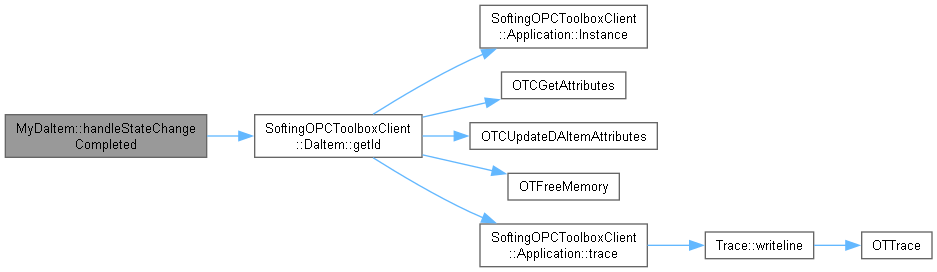 MyDaItem::handleStateChange
Completed
SoftingOPCToolboxClient
::DaItem::getId
SoftingOPCToolboxClient
::Application::Instance
OTCGetAttributes
OTCUpdateDAItemAttributes
OTFreeMemory
SoftingOPCToolboxClient
::Application::trace
Trace::writeline
OTTrace